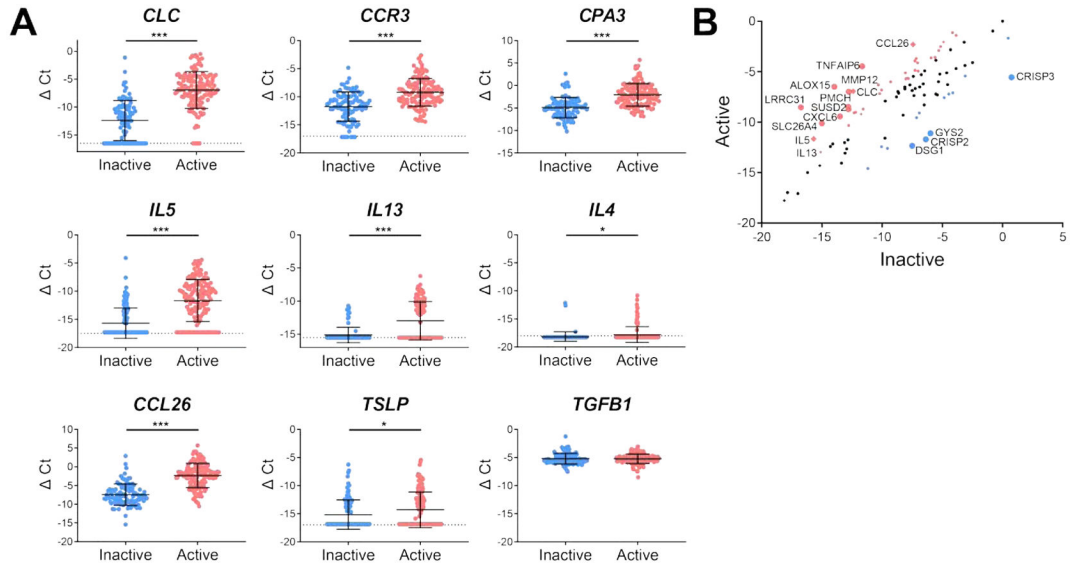 A
CLC
***
Δ Ct
0
-5
-10
-15
Inactive Active
CCR3
***
Δ Ct
0
-5
-10
-15
-20
Inactive Active
CPA3
***
Δ Ct
10
5
0
-5
-10
-15
Inactive Active
IL5
***
Δ Ct
0
-5
-10
-15
-20
Inactive Active
IL13
***
Δ Ct
0
-5
-10
-15
Inactive Active
IL4
*
Δ Ct
0
-5
-10
-15
-20
Inactive Active
CCL26
***
Δ Ct
10
5
0
-5
-10
-15
-20
Inactive Active
TSLP
*
Δ Ct
0
-5
-10
-15
-20
Inactive Active
TGFB1
Δ Ct
5
0
-5
-10
-15
-20
Inactive Active
B
Active
0
-5
-10
-15
-20
CCL26
TNFAIP6
CRISP3
MMP12
ALOX15
CLC
PMCH
LRRC31
SUSD2
CXCL6
SLC26A4
GYS2
IL5
CRISP2
DSG1
IL13
-20 -15 -10 -5 0 5
Inactive